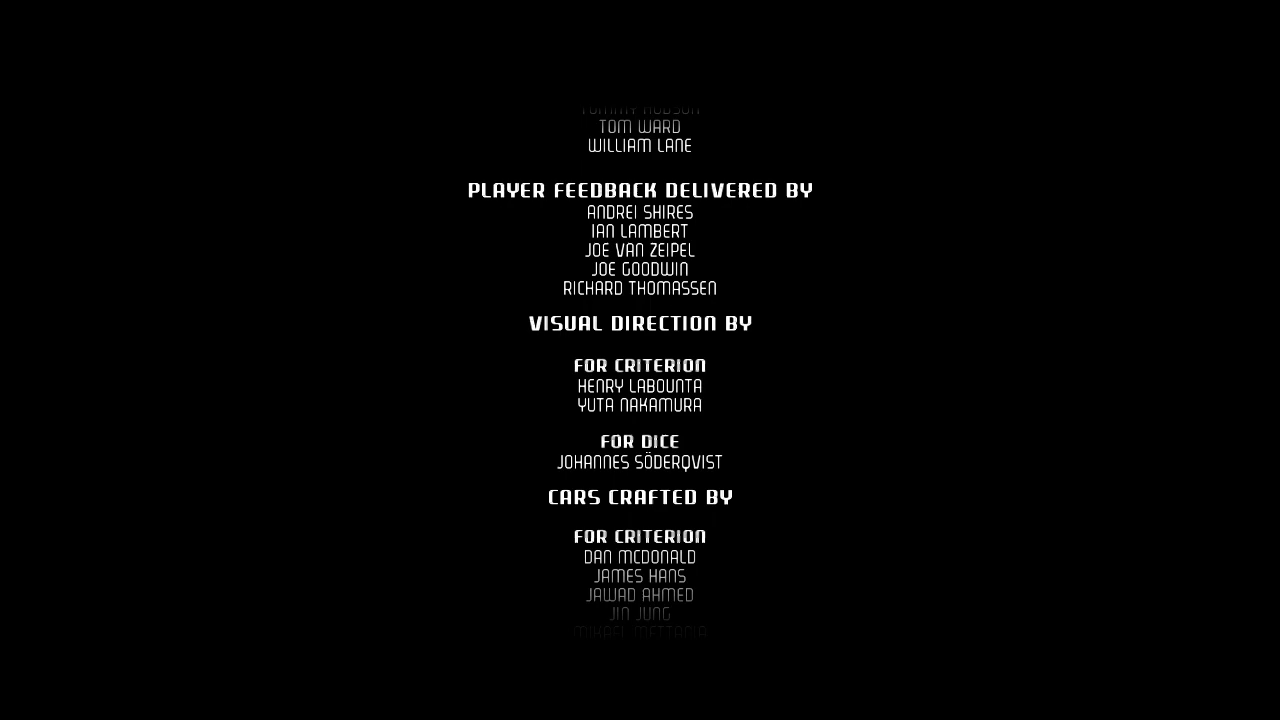 TOM WARD
WILLIAM LANE
PLAYER FEEDBACK DELIVERED BY
ANDREI SHIRES
IAN LAMBERT
JOE VAN ZEIPEL
JOE GOODWIN
RICHARD THOMASSEN
VISUAL DIRECTION BY
FOR CRITERION
HENRY LABOUNTA
YUTA NAKAMURA
FOR DICE
JOHANNES SÖDERQVIST
CARS CRAFTED BY
FOR CRITERION
DAN MCDONALD
JAMES HANS
JAWAD AHMED
JIN JUNG